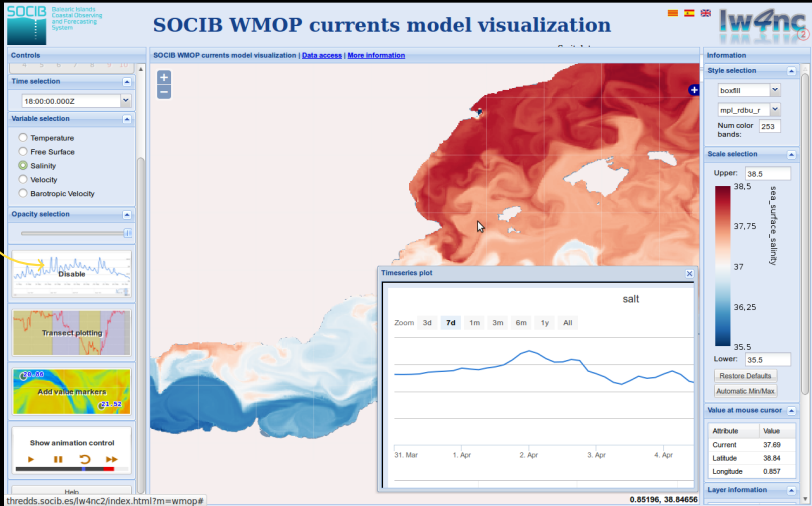 SOCIB
Balearic Islands
Coastal Observing
and Forecasting
System
SOCIB WMOP currents model visualization
lw4nc
2
Controls
SOCIB WMOP currents model visualization | Data access | More information
Information
Time selection
18:00:00.000Z
Variable selection
Temperature
Free Surface
Salinity
Velocity
Barotropic Velocity
Opacity selection
Disable
Transect plotting
20.66
Add value markers
21.52
Show animation control
Help
thredds.socib.es/lw4nc2/index.html?m=wmop#
+
−
+
Timeseries plot
salt
Zoom 3d 7d 1m 3m 6m 1y All
31. Mar 1. Apr 2. Apr 3. Apr 4. Apr
0.85196, 38.84656
Style selection
boxfill
mpl_rdbu_r
Num color
bands: 253
Scale selection
Upper: 38.5
38.5
37.75
37
36.25
35.5
sea_surface_salinity
Lower: 35.5
Restore Defaults
Automatic Min/Max
Value at mouse cursor
Attribute Value
Current 37.69
Latitude 38.84
Longitude 0.857
Layer information